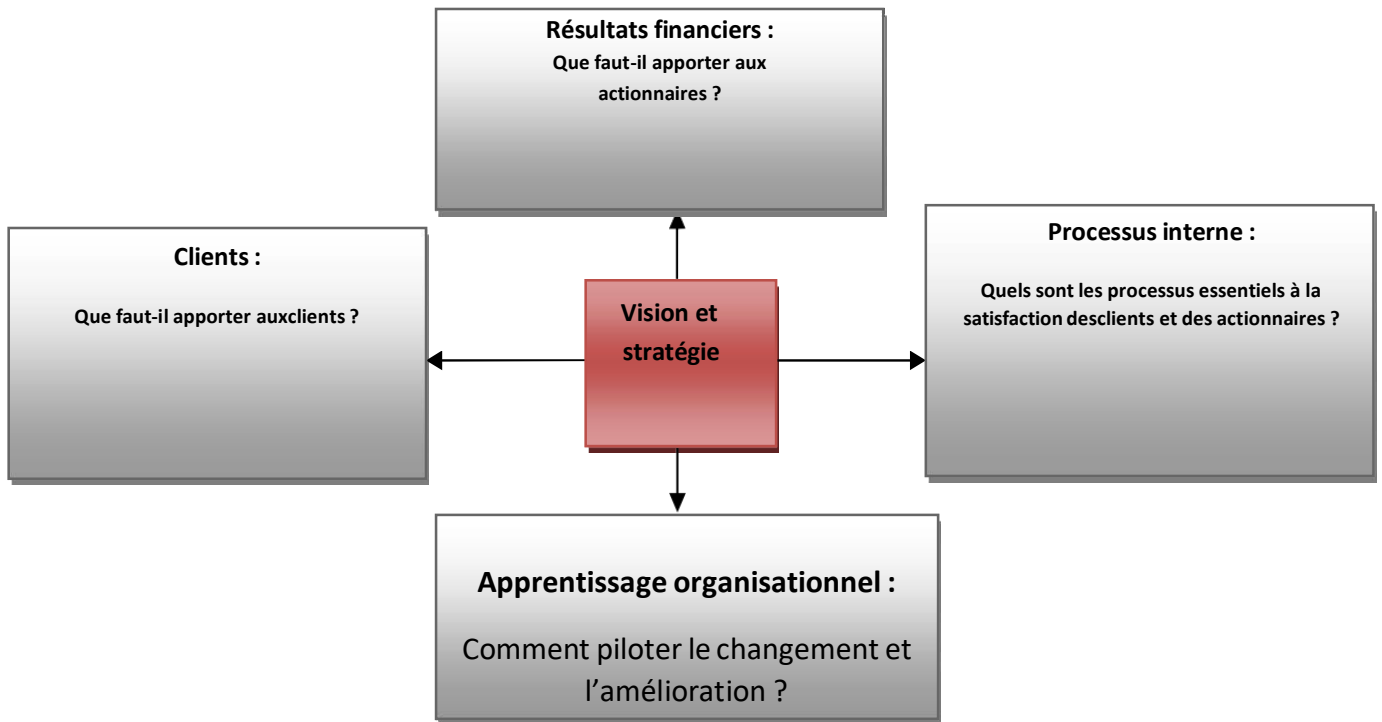 Résultats financiers :
Que faut-il apporter aux
actionnaires ?
Clients :
Que faut-il apporter auxclients ?
Vision et
stratégie
Processus interne :
Quels sont les processus essentiels à la
satisfaction desclients et des actionnaires ?
Apprentissage organisationnel :
Comment piloter le changement et
l’amélioration ?